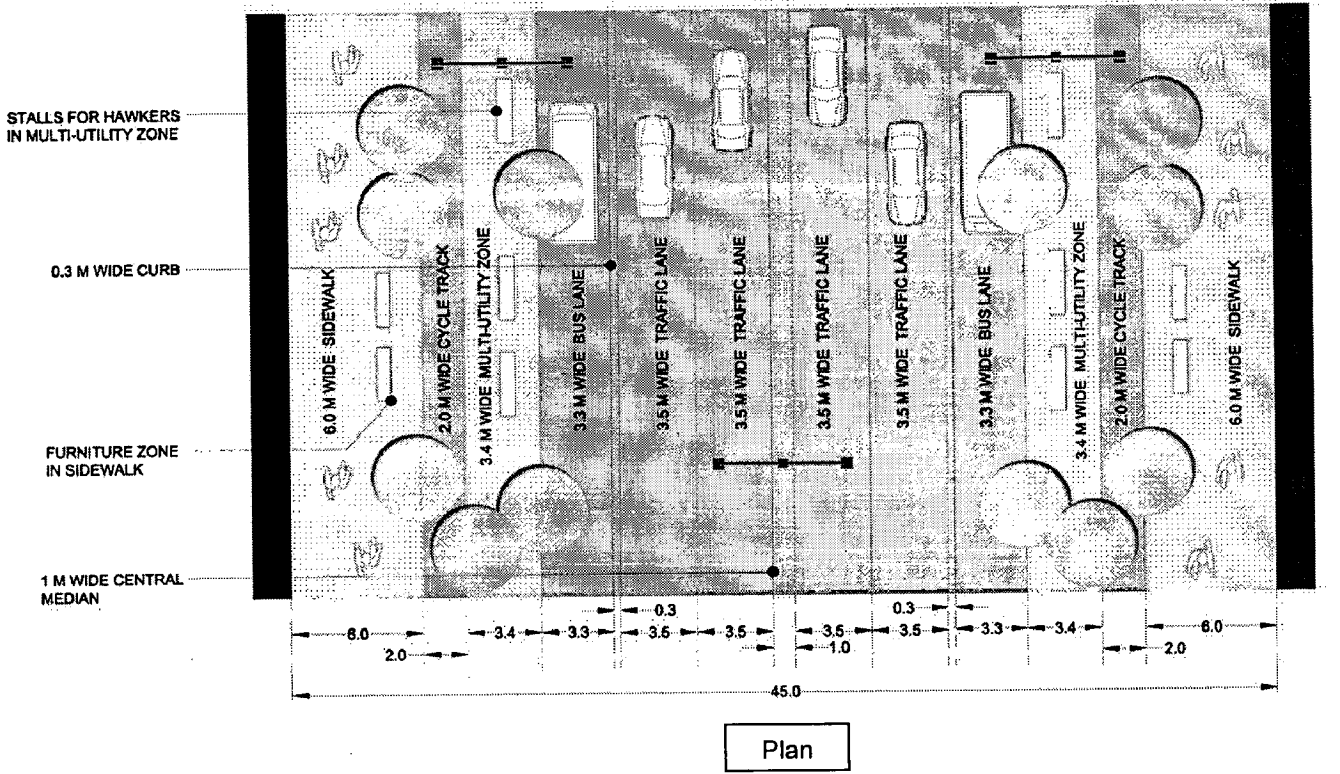 STALLS FOR HAWKERS
IN MULTI-UTILITY ZONE
0.3 M WIDE CURB
FURNITURE ZONE
IN SIDEWALK
1 M WIDE CENTRAL
MEDIAN
6.0 M WIDE SIDEWALK
2.0 M WIDE CYCLE TRACK
3.4 M WIDE MULTI-UTILITY ZONE
3.3 M WIDE BUS LANE
3.5 M WIDE TRAFFIC LANE
3.5 M WIDE TRAFFIC LANE
3.5 M WIDE TRAFFIC LANE
3.5 M WIDE TRAFFIC LANE
3.3 M WIDE BUS LANE
3.4 M WIDE MULTI-UTILITY ZONE
2.0 M WIDE CYCLE TRACK
6.0 M WIDE SIDEWALK
0.3 0.3
6.0 3.4 3.3 3.5 3.5 3.5 3.5 3.3 3.4 6.0
2.0 1.0 2.0
45.0
Plan